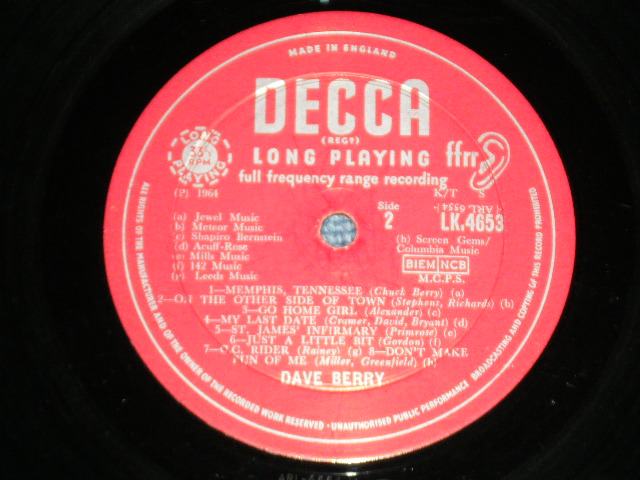 MADE IN ENGLAND
DECCA
(REGD)
LONG PLAYING
ffrr
full frequency range recording
LONG PLAYING
33 RPM
(P) 1964
K/T S
ARL 6554
Side
2
LK.4653
(a) Jewel Music
(b) Meteor Music
(c) Shapiro Bernstein
(d) Acuff-Rose
(e) Mills Music
(f) 142 Music
(g) Leeds Music
(h) Screen Gems/
Columbia Music
BIEM NCB
M.C.P.S.
1—MEMPHIS, TENNESSEE (Chuck Berry) (a)
2—ON THE OTHER SIDE OF TOWN (Stephens, Richards) (b)
3—GO HOME GIRL (Alexander) (c)
4—MY LAST DATE (Cramer, David, Bryant) (d)
5—ST. JAMES' INFIRMARY (Primrose) (e)
6—JUST A LITTLE BIT (Gordon) (f)
7—C.C. RIDER (Rainey) (g) 8—DON'T MAKE
FUN OF ME (Miller, Greenfield) (h)
DAVE BERRY
ALL RIGHTS OF THE MANUFACTURER AND OF THE OWNER OF THE RECORDED WORK RESERVED · UNAUTHORISED PUBLIC PERFORMANCE BROADCASTING AND COPYING OF THIS RECORD PROHIBITED